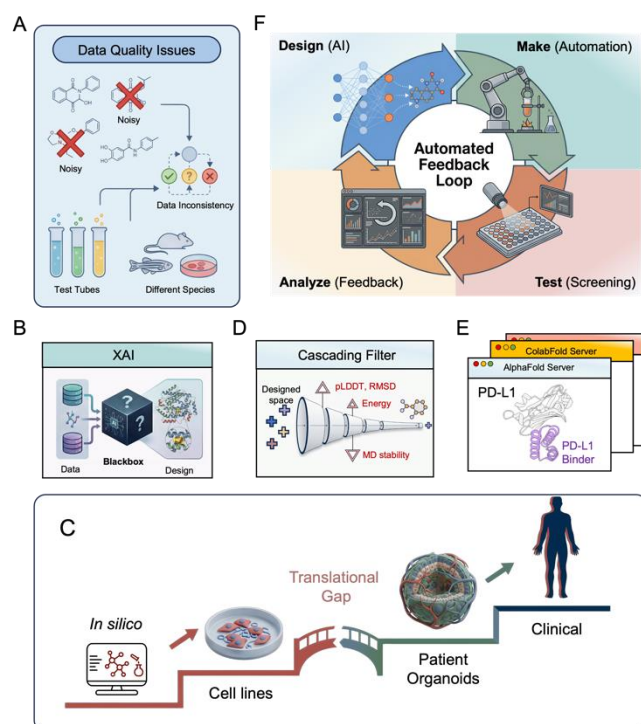 A
Data Quality Issues
Noisy
Noisy
Data Inconsistency
Test Tubes
Different Species
F
Design (AI)
Make (Automation)
Automated
Feedback
Loop
Analyze (Feedback)
Test (Screening)
B
XAI
?
?
Data
Blackbox
Design
D
Cascading Filter
Designed
space
pLDDT, RMSD
Energy
MD stability
E
ColabFold Server
AlphaFold Server
PD-L1
PD-L1
Binder
C
In silico
Cell lines
Translational
Gap
Patient
Organoids
Clinical